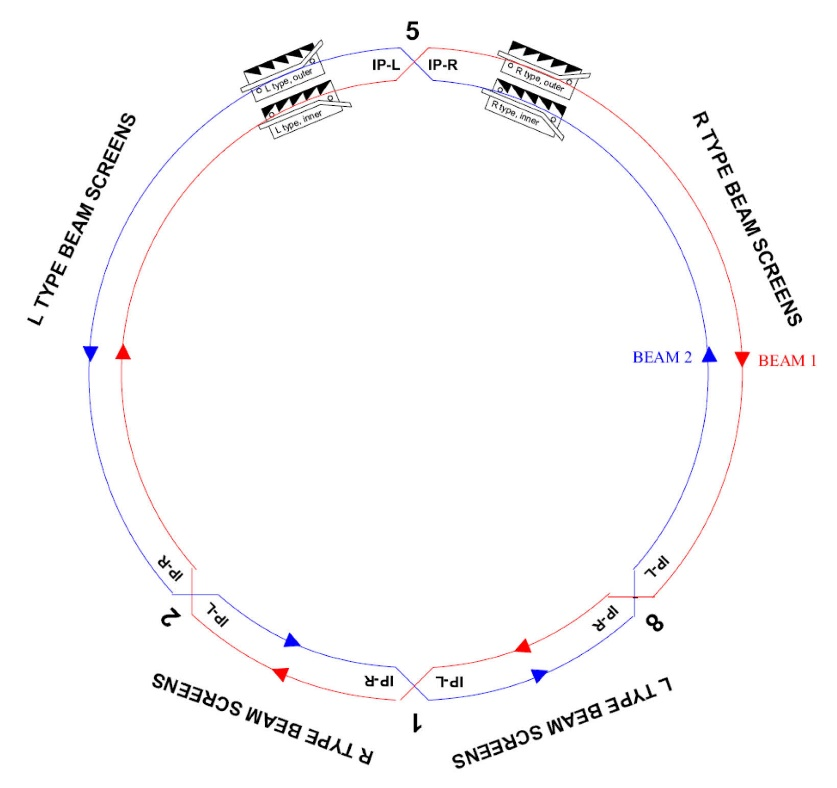 5
IP-L
IP-R
L type, outer
L type, inner
R type, outer
R type, inner
L TYPE BEAM SCREENS
R TYPE BEAM SCREENS
BEAM 2
BEAM 1
IP-R
IP-L
2
IP-L
IP-R
8
IP-R
IP-L
1
R TYPE BEAM SCREENS
L TYPE BEAM SCREENS